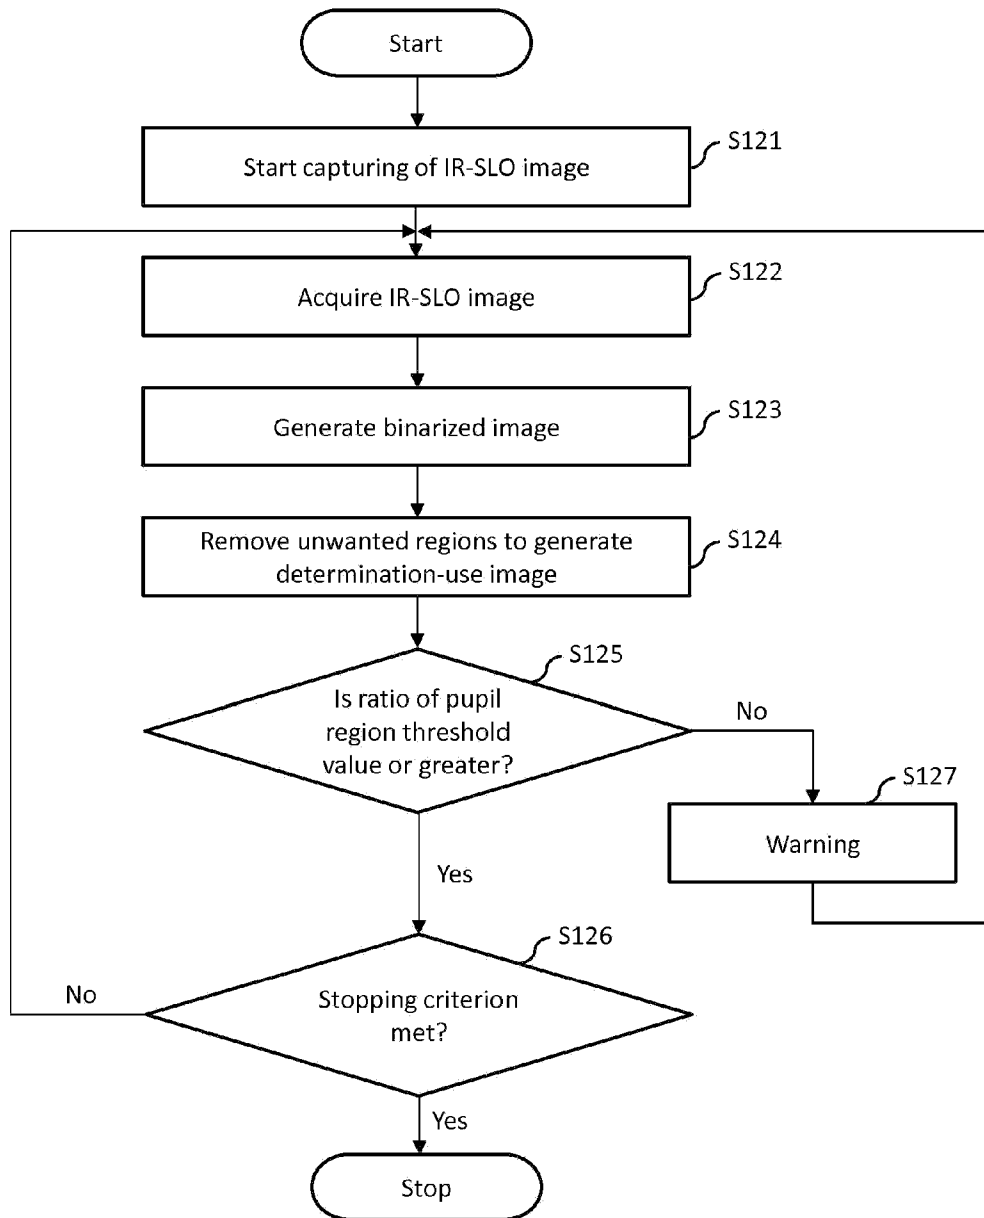 Start
Start capturing of IR-SLO image
S121
Acquire IR-SLO image
S122
Generate binarized image
S123
Remove unwanted regions to generate
determination-use image
S124
Is ratio of pupil
region threshold
value or greater?
S125
No
Warning
S127
Yes
Stopping criterion
met?
S126
No
Yes
Stop